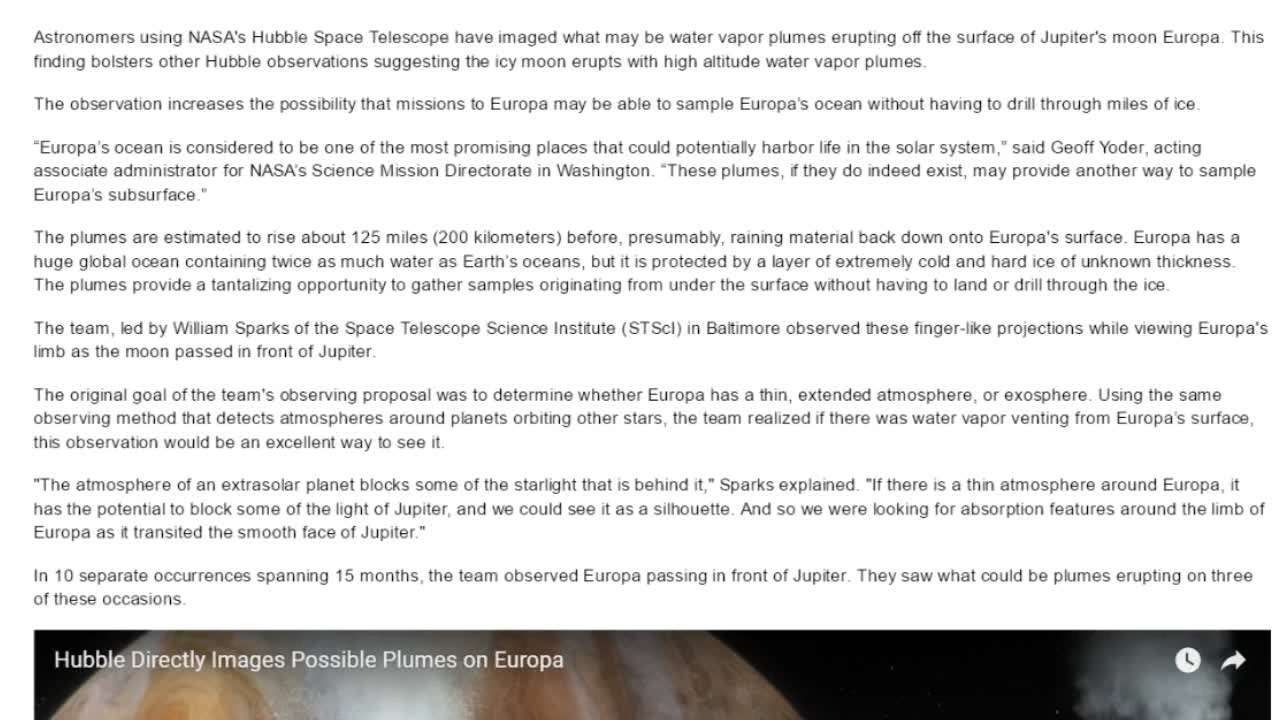 Astronomers using NASA's Hubble Space Telescope have imaged what may be water vapor plumes erupting off the surface of Jupiter's moon Europa. This
finding bolsters other Hubble observations suggesting the icy moon erupts with high altitude water vapor plumes.
The observation increases the possibility that missions to Europa may be able to sample Europa’s ocean without having to drill through miles of ice.
“Europa’s ocean is considered to be one of the most promising places that could potentially harbor life in the solar system,” said Geoff Yoder, acting
associate administrator for NASA’s Science Mission Directorate in Washington. “These plumes, if they do indeed exist, may provide another way to sample
Europa’s subsurface.”
The plumes are estimated to rise about 125 miles (200 kilometers) before, presumably, raining material back down onto Europa's surface. Europa has a
huge global ocean containing twice as much water as Earth’s oceans, but it is protected by a layer of extremely cold and hard ice of unknown thickness.
The plumes provide a tantalizing opportunity to gather samples originating from under the surface without having to land or drill through the ice.
The team, led by William Sparks of the Space Telescope Science Institute (STScI) in Baltimore observed these finger-like projections while viewing Europa's
limb as the moon passed in front of Jupiter.
The original goal of the team's observing proposal was to determine whether Europa has a thin, extended atmosphere, or exosphere. Using the same
observing method that detects atmospheres around planets orbiting other stars, the team realized if there was water vapor venting from Europa’s surface,
this observation would be an excellent way to see it.
"The atmosphere of an extrasolar planet blocks some of the starlight that is behind it," Sparks explained. "If there is a thin atmosphere around Europa, it
has the potential to block some of the light of Jupiter, and we could see it as a silhouette. And so we were looking for absorption features around the limb of
Europa as it transited the smooth face of Jupiter."
In 10 separate occurrences spanning 15 months, the team observed Europa passing in front of Jupiter. They saw what could be plumes erupting on three
of these occasions.
Hubble Directly Images Possible Plumes on Europa